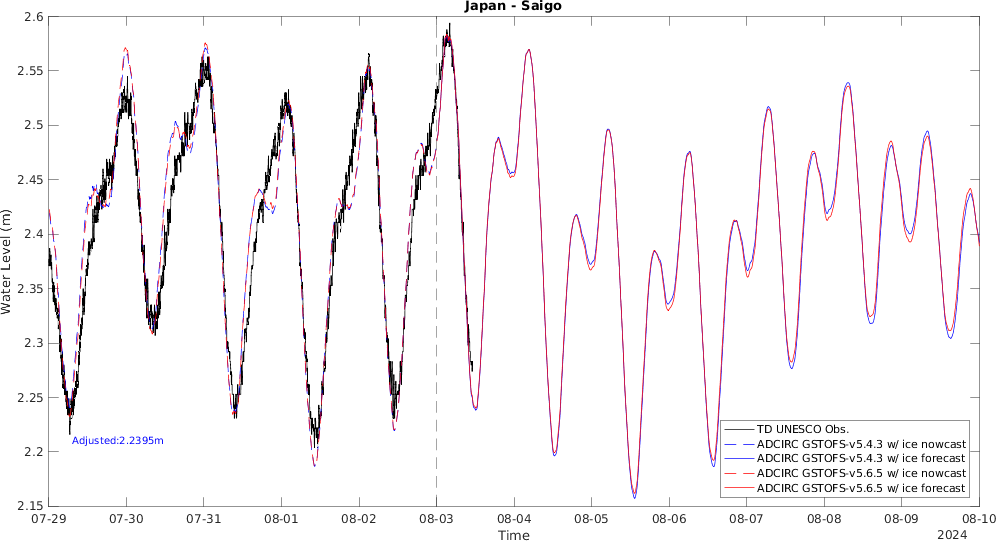 Japan - Saigo
2.6
2.55
2.5
2.45
2.4
2.35
2.3
2.25
2.2
2.15
Water Level (m)
Adjusted:2.2395m
TD UNESCO Obs.
ADCIRC GSTOFS-v5.4.3 w/ ice nowcast
ADCIRC GSTOFS-v5.4.3 w/ ice forecast
ADCIRC GSTOFS-v5.6.5 w/ ice nowcast
ADCIRC GSTOFS-v5.6.5 w/ ice forecast
07-29 07-30 07-31 08-01 08-02 08-03 08-04 08-05 08-06 08-07 08-08 08-09 08-10
Time
2024